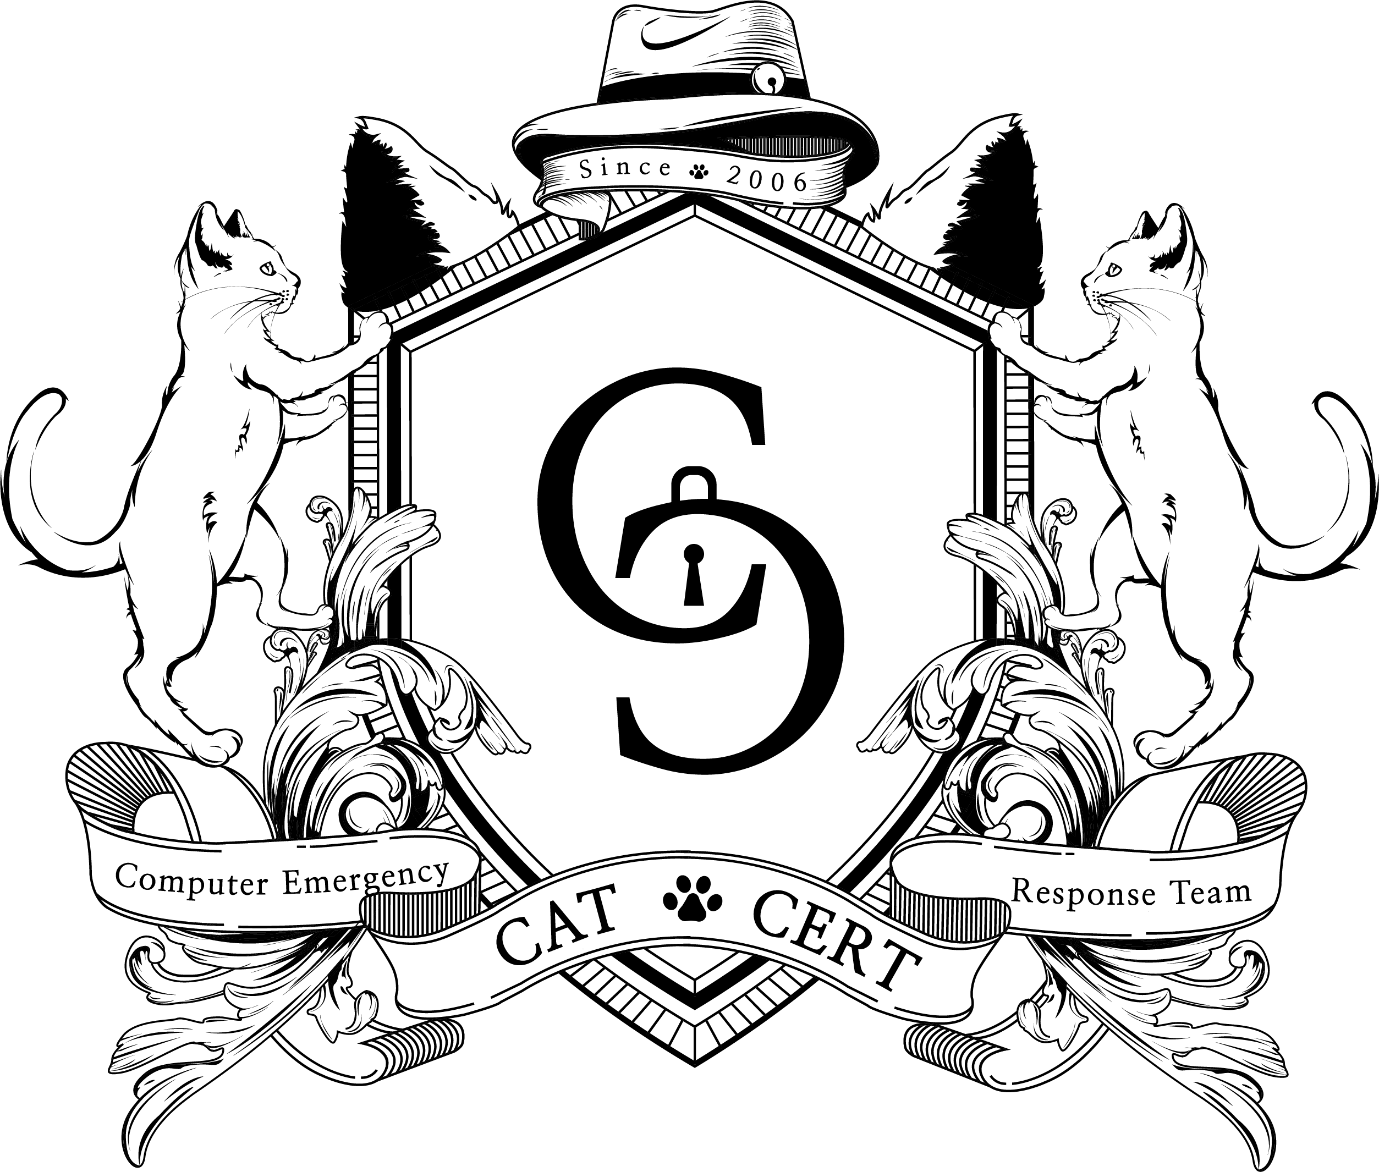 Since 2006
Computer Emergency
Response Team
CAT CERT